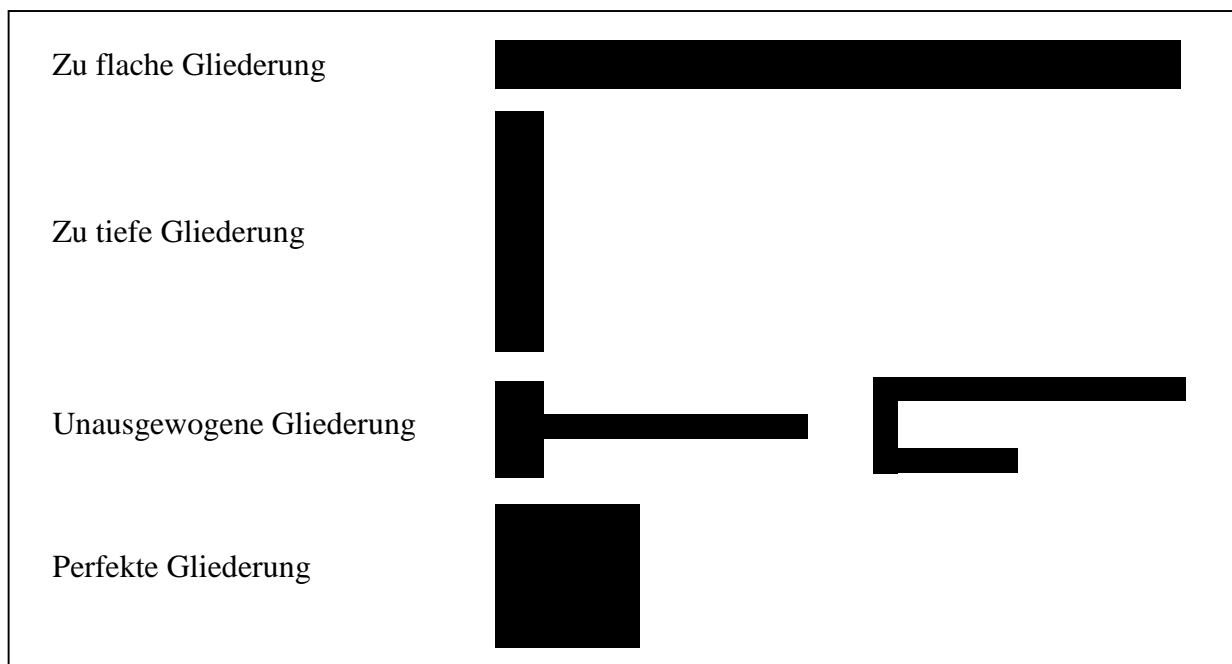 Zu flache Gliederung
Zu tiefe Gliederung
Unausgewogene Gliederung
Perfekte Gliederung